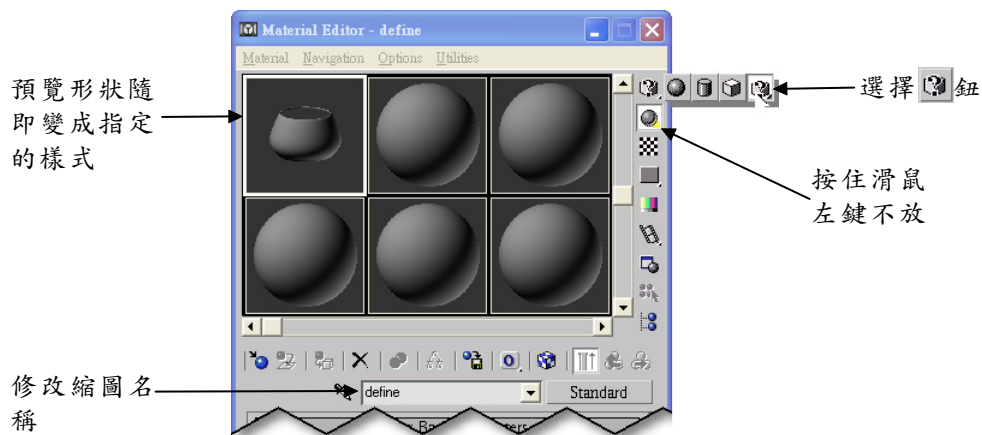 Material Editor - define
Material Navigation Options Utilities
預覽形狀隨
即變成指定
的樣式
選擇 鈕
按住滑鼠
左鍵不放
修改縮圖名
稱
define
Standard